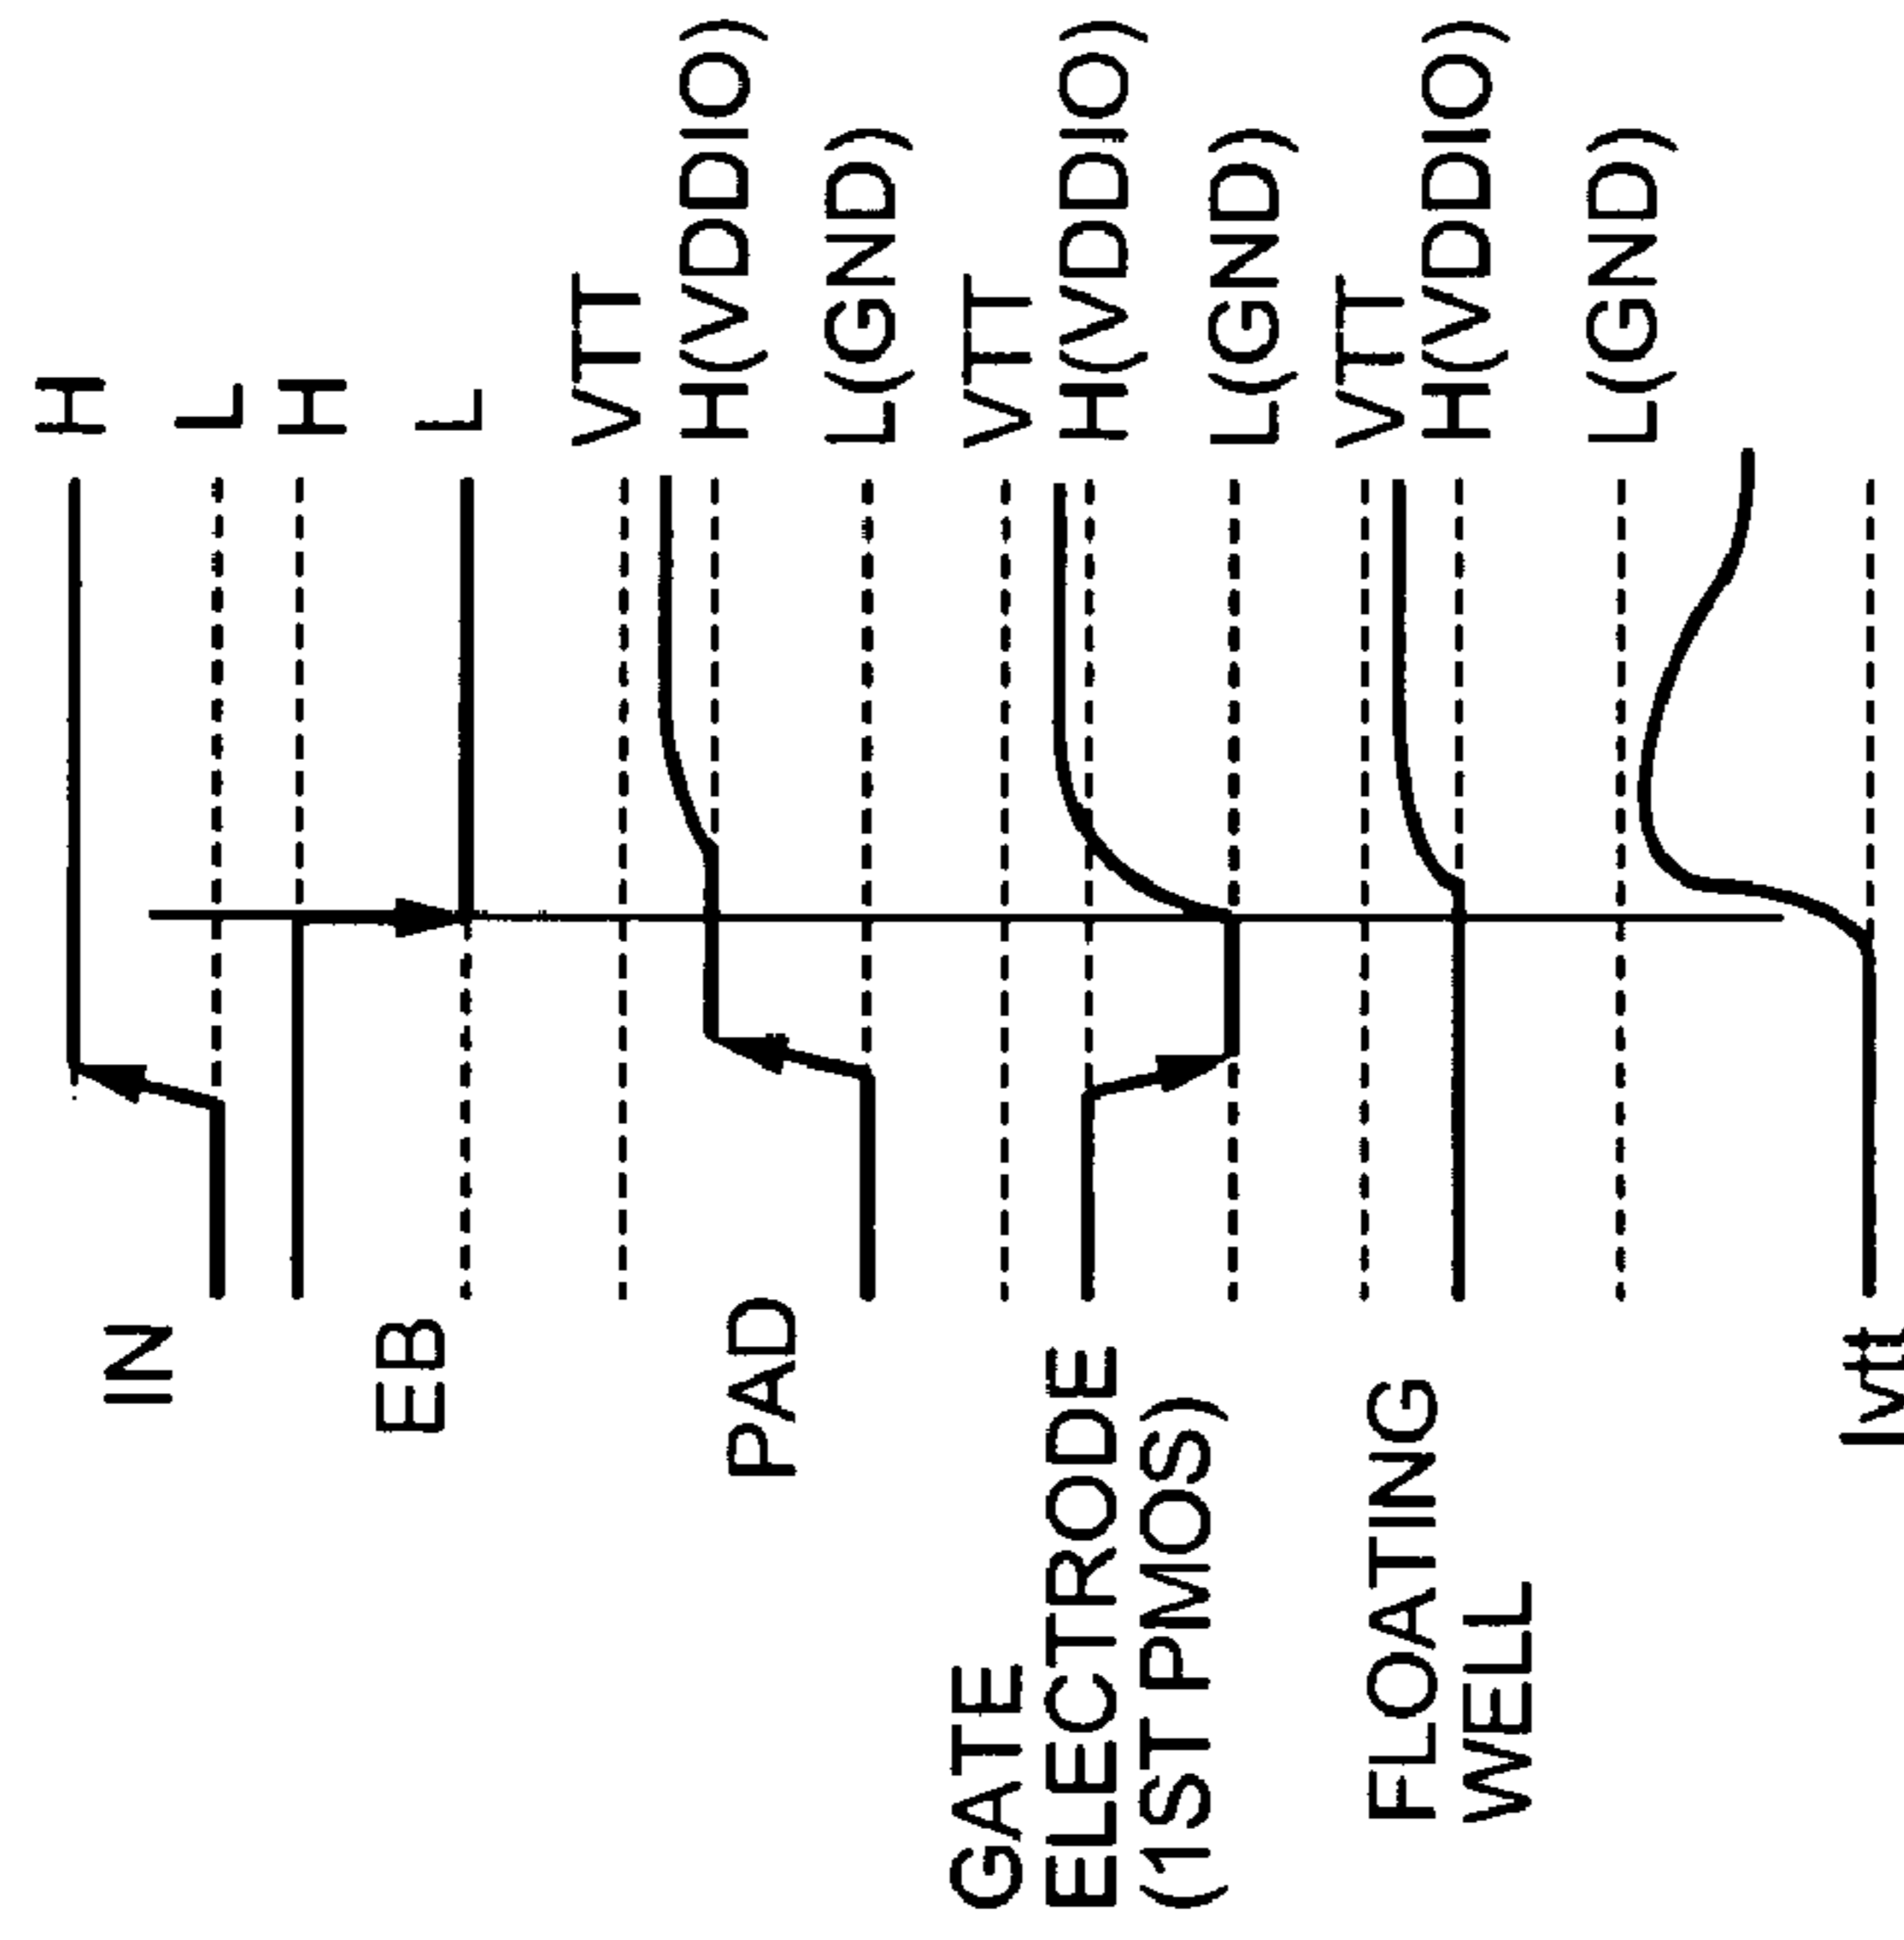 IN
H
L
EB
H
L
PAD
VTT
H(VDDIO)
L(GND)
GATE
ELECTRODE
(1ST PMOS)
VTT
H(VDDIO)
L(GND)
FLOATING
WELL
VTT
H(VDDIO)
L(GND)
Ivtt